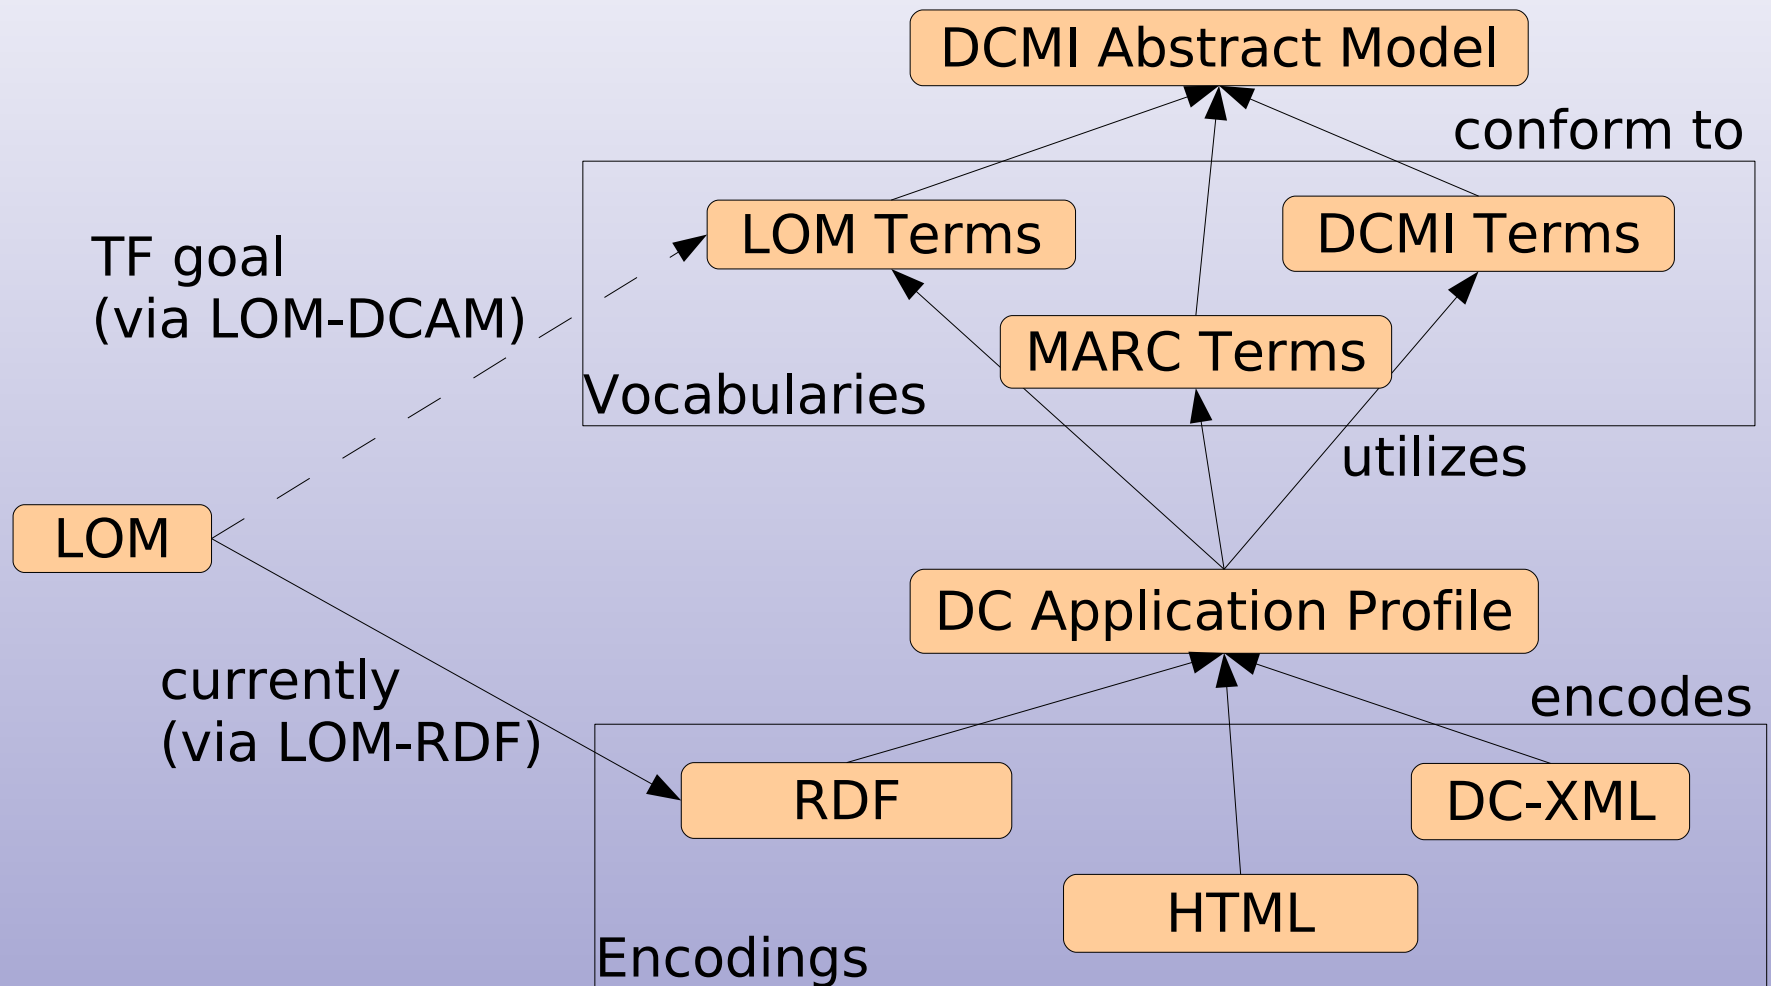 DCMI Abstract Model
conform to
LOM Terms
DCMI Terms
TF goal
(via LOM-DCAM)
MARC Terms
Vocabularies
utilizes
LOM
DC Application Profile
currently
(via LOM-RDF)
encodes
RDF
DC-XML
HTML
Encodings